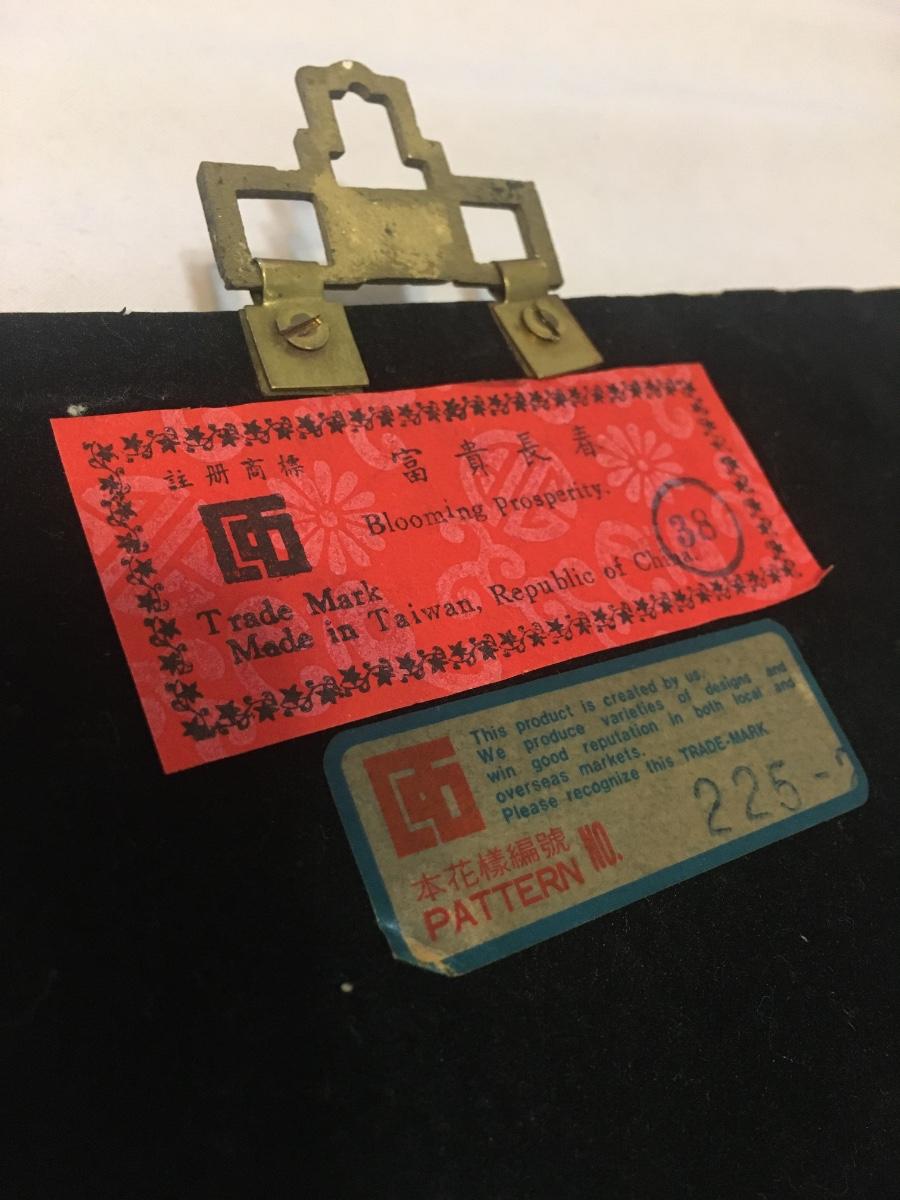 註册商標
富貴長春
Blooming Prosperity.
38
Trade Mark
Made in Taiwan, Republic of China.
This product is created by us.
We produce varieties of designs and
win good reputation in both local and
overseas markets.
Please recognize this TRADE-MARK
225-
本花樣編號
PATTERN NO.